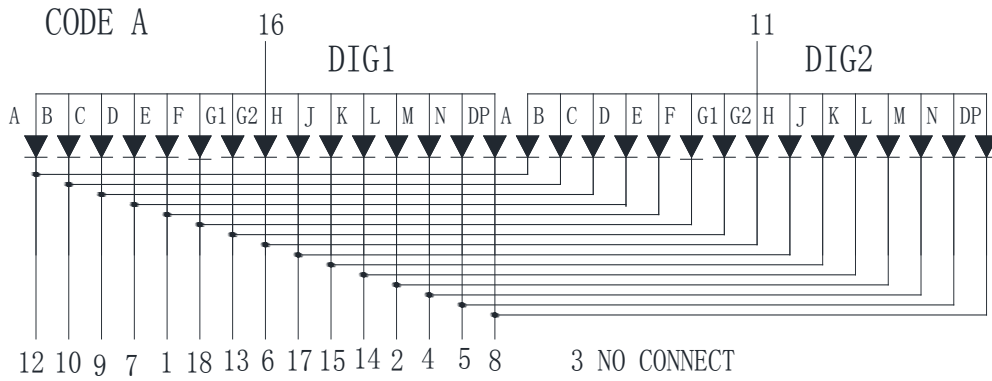 CODE A 16 11
DIG1 DIG2
A B C D E F G1 G2 H J K L M N DP A B C D E F G1 G2 H J K L M N DP
12 10 9 7 1 18 13 6 17 15 14 2 4 5 8 3 NO CONNECT